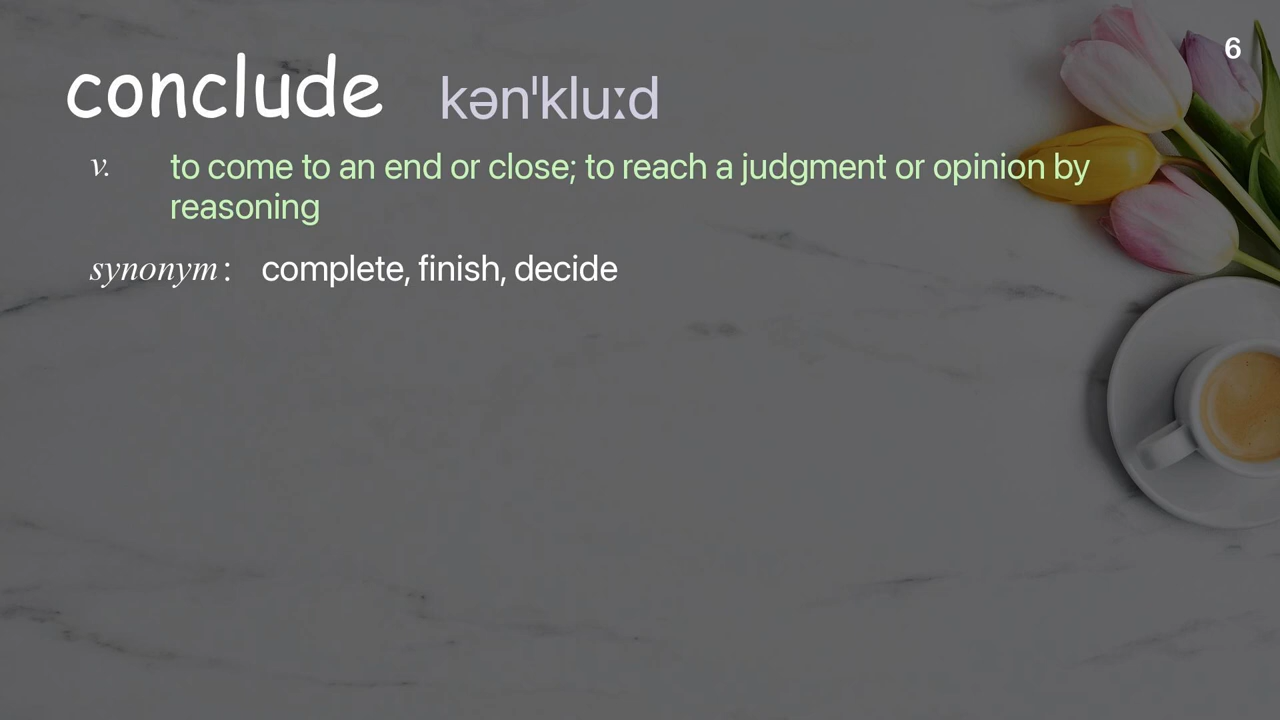 6
conclude kən'kluːd
v. to come to an end or close; to reach a judgment or opinion by
reasoning
synonym: complete, finish, decide